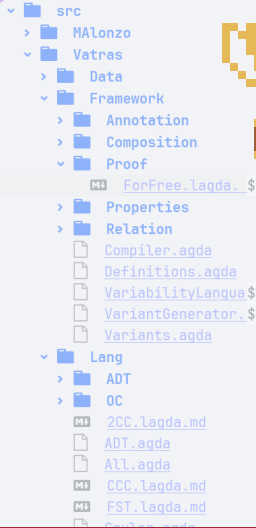 src
MAlonzo
Vatras
Data
Framework
Annotation
Composition
Proof
ForFree.lagda. $
Properties
Relation
Compiler.agda
Definitions.agda
VariabilityLangua$
VariantGenerator.$
Variants.agda
Lang
ADT
OC
2CC.lagda.md
ADT.agda
All.agda
CCC.lagda.md
FST.lagda.md